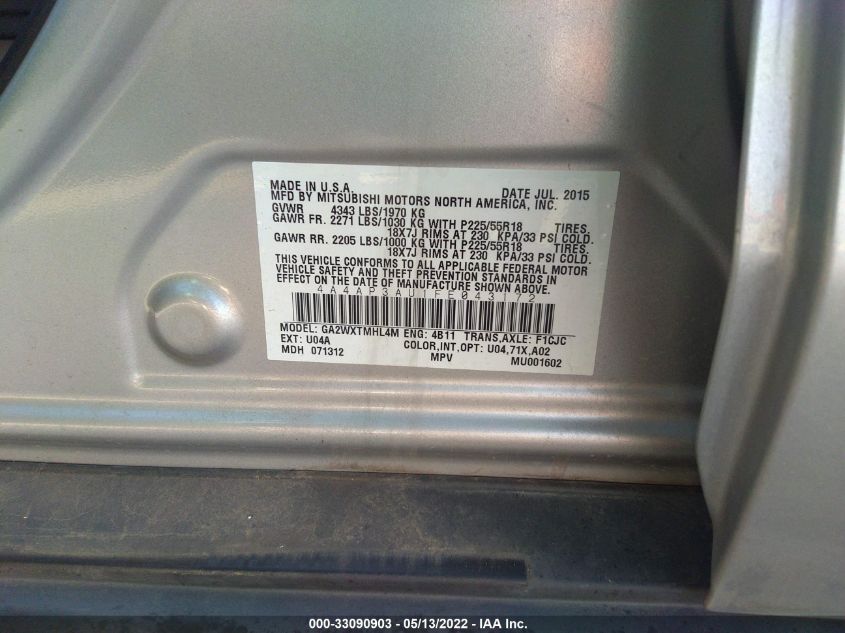 MADE IN U.S.A. DATE JUL. 2015
MFD BY MITSUBISHI MOTORS NORTH AMERICA, INC.
GVWR 4343 LBS/1970 KG
GAWR FR. 2271 LBS/1030 KG WITH P225/55R18 TIRES,
18X7J RIMS AT 230 KPA/33 PSI COLD.
GAWR RR. 2205 LBS/1000 KG WITH P225/55R18 TIRES,
18X7J RIMS AT 230 KPA/33 PSI COLD.
THIS VEHICLE CONFORMS TO ALL APPLICABLE FEDERAL MOTOR
VEHICLE SAFETY AND THEFT PREVENTION STANDARDS IN
EFFECT ON THE DATE OF MANUFACTURE SHOWN ABOVE.
4A4AP3AU1FE043172
MODEL: GA2WXTMHL4M ENG: 4B11 TRANS,AXLE: F1CJC
EXT: U04A COLOR,INT,OPT: U04,71X,A02
MDH 071312 MPV MU001602
000-33090903 - 05/13/2022 - IAA Inc.